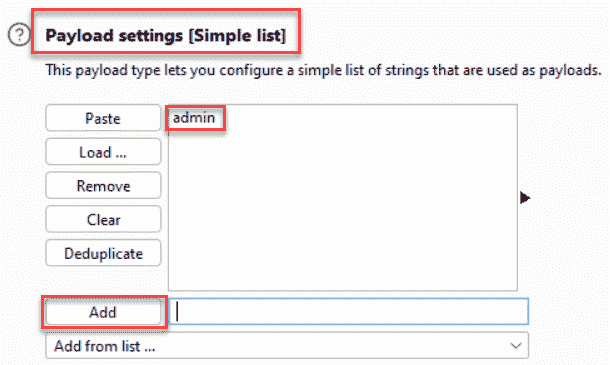 Payload settings [Simple list]
This payload type lets you configure a simple list of strings that are used as payloads.
Paste
admin
Load ...
Remove
Clear
Deduplicate
Add
Add from list ...